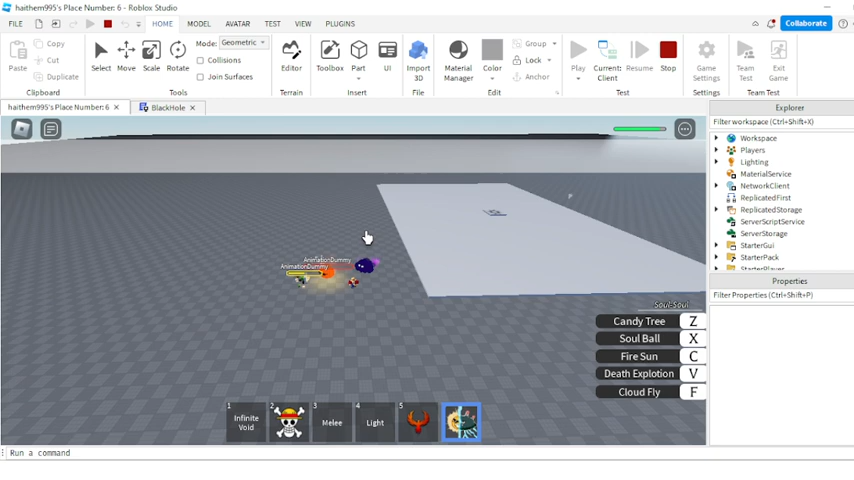 haithem995's Place Number: 6 - Roblox Studio
FILE HOME MODEL AVATAR TEST VIEW PLUGINS Collaborate
Mode: Geometric
Copy
Cut
Duplicate
Paste
Clipboard
Select Move Scale Rotate
Collisions
Join Surfaces
Tools
Editor
Terrain
Toolbox Part UI
Insert
Import 3D
File
Material Manager
Color
Group
Lock
Anchor
Edit
Play
Current: Client
Resume
Stop
Test
Game Settings
Settings
Team Test
Exit Game
Team Test
haithem995's Place Number: 6 BlackHole
Explorer
Filter workspace (Ctrl+Shift+X)
Workspace
Players
Lighting
MaterialService
NetworkClient
ReplicatedFirst
ReplicatedStorage
ServerScriptService
ServerStorage
StarterGui
StarterPack
StarterPlayer
Properties
Filter Properties (Ctrl+Shift+P)
AnimationDummy
AnimationDummy
Soul-Soul
Candy Tree Z
Soul Ball X
Fire Sun C
Death Explotion V
Cloud Fly F
1 Infinite Void
2
3 Melee
4 Light
5
Run a command